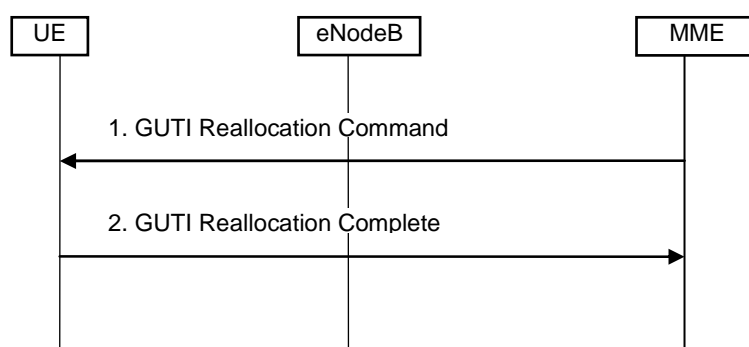 UE
eNodeB
MME
1. GUTI Reallocation Command
2. GUTI Reallocation Complete